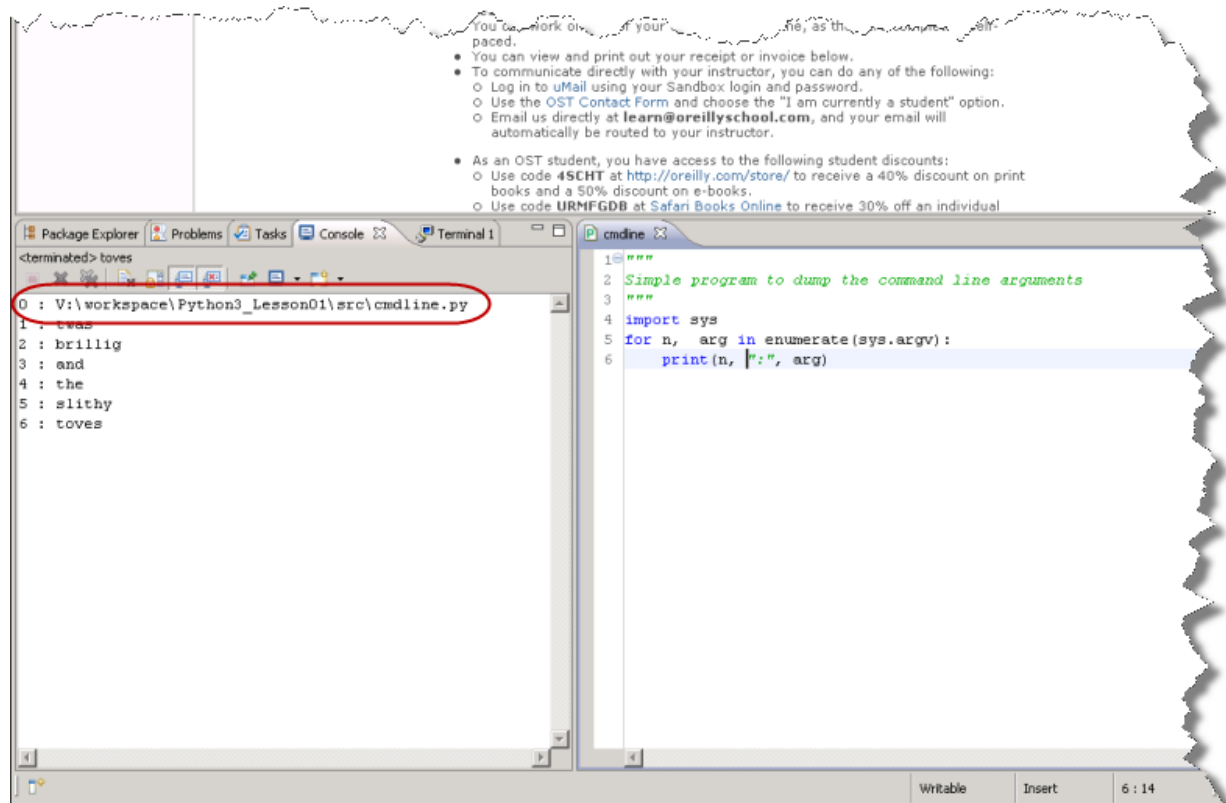 You work of your as the
paced.
• You can view and print out your receipt or invoice below.
• To communicate directly with your instructor, you can do any of the following:
o Log in to uMail using your Sandbox login and password.
o Use the OST Contact Form and choose the "I am currently a student" option.
o Email us directly at learn@oreillyschool.com, and your email will
automatically be routed to your instructor.
• As an OST student, you have access to the following student discounts:
o Use code 4SCHT at http://oreilly.com/store/ to receive a 40% discount on print
books and a 50% discount on e-books.
o Use code URMFGDB at Safari Books Online to receive 30% off an individual
Package Explorer Problems Tasks Console Terminal 1
<terminated> toves
0 : V:\workspace\Python3_Lesson01\src\cmdline.py
1 : twas
2 : brillig
3 : and
4 : the
5 : slithy
6 : toves
cmdline
1 """
2 Simple program to dump the command line arguments
3 """
4 import sys
5 for n,  arg in enumerate(sys.argv):
6     print(n, ":", arg)
Writable Insert 6 : 14